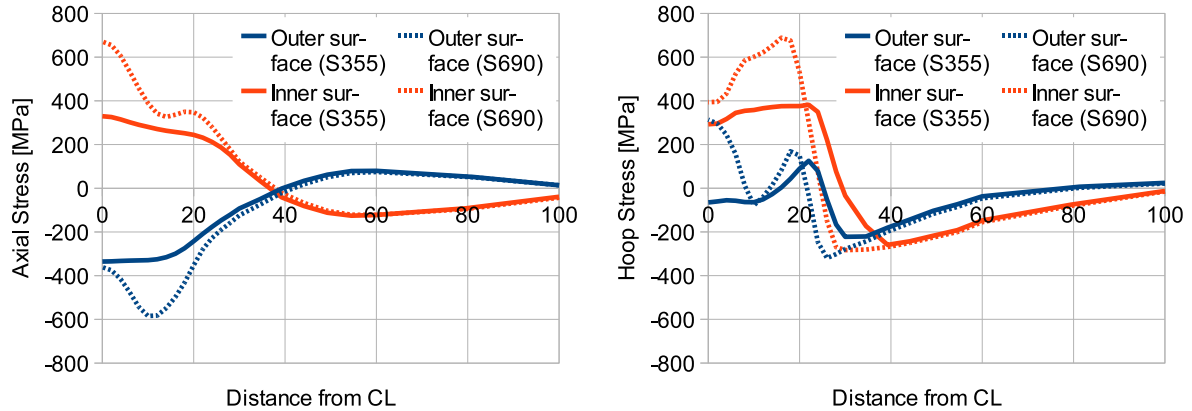 800
600
400
200
0
−200
−400
−600
−800
0
20
40
60
80
100
Axial Stress [MPa]
Distance from CL
Outer sur-
face (S355)
Outer sur-
face (S690)
Inner sur-
face (S355)
Inner sur-
face (S690)
800
600
400
200
0
−200
−400
−600
−800
0
20
40
60
80
100
Hoop Stress [MPa]
Distance from CL
Outer sur-
face (S355)
Outer sur-
face (S690)
Inner sur-
face (S355)
Inner sur-
face (S690)